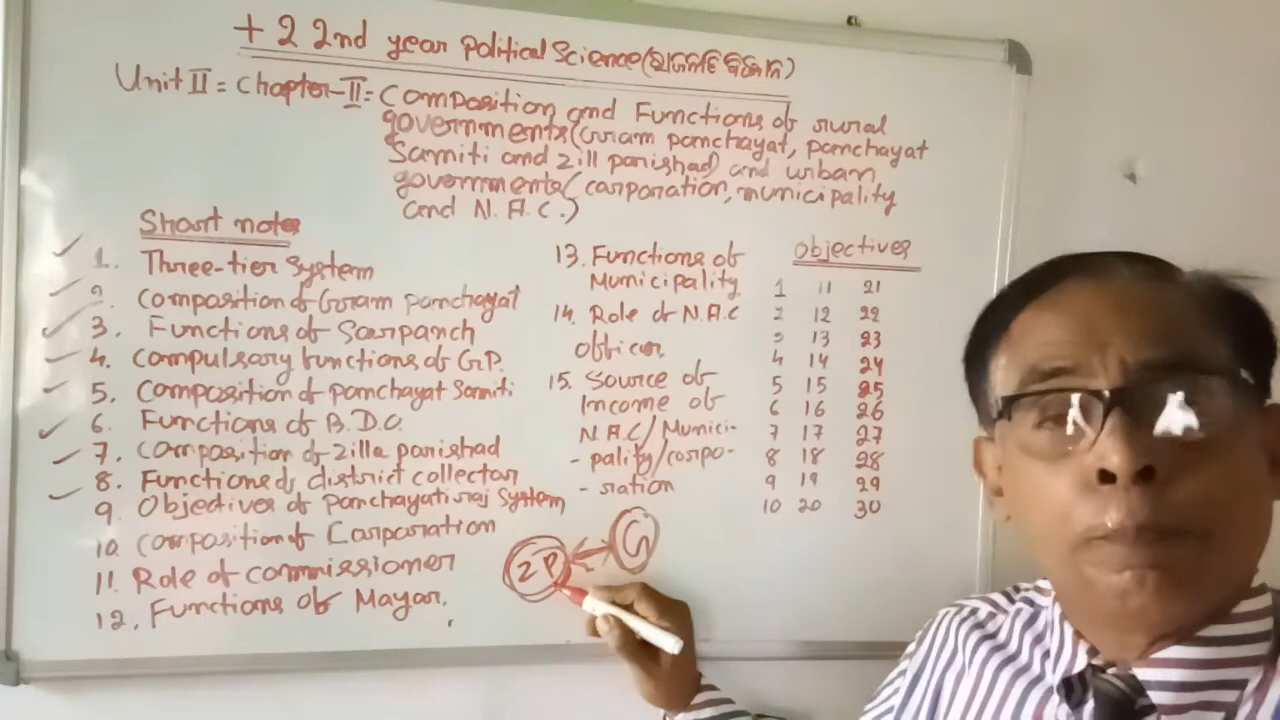 + 2 2nd year Political Science (ରାଜନୀତି ବିଜ୍ଞାନ)
Unit II = Chapter-II = Composition and Functions of rural
governments (Gram panchayat, panchayat
Samiti and zill parishad) and urban
governments (corporation, municipality
and N.A.C.)
Short notes
1. Three-tier system
2. Composition of Gram panchayat
3. Functions of Sarpanch
4. Compulsory functions of G.P.
5. Composition of panchayat Samiti
6. Functions of B.D.O.
7. Composition of zilla parishad
8. Functions of district collector
9. Objectives of panchayatiraj System
10. Composition of Corporation
11. Role of commissioner
12. Functions of Mayar.
13. Functions of
Municipality
14. Role of N.A.C
officer
15. Source of
Income of
N.A.C/Munici-
- pality/corpo-
- ration
Objectives
1 11 21
2 12 22
3 13 23
4 14 24
5 15 25
6 16 26
7 17 27
8 18 28
9 19 29
10 20 30
ZP G